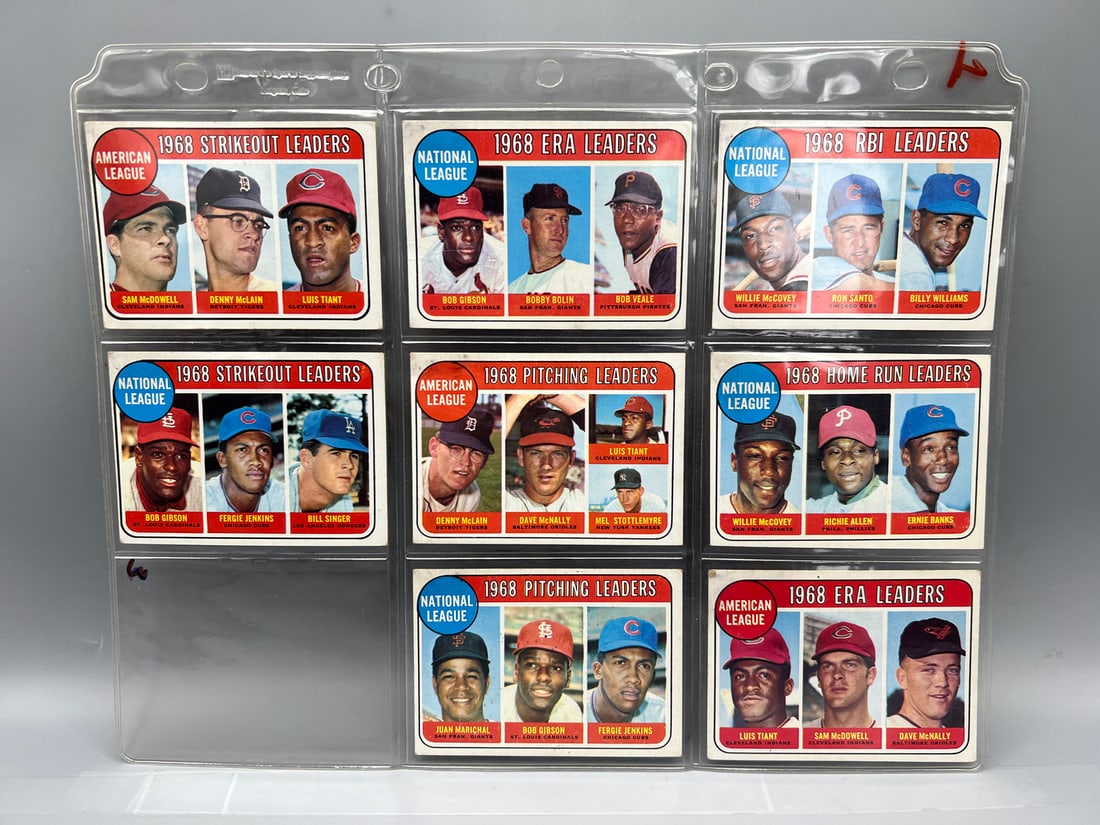 1968 STRIKEOUT LEADERS
AMERICAN
LEAGUE
SAM McDOWELL
CLEVELAND INDIANS
DENNY McLAIN
DETROIT TIGERS
LUIS TIANT
CLEVELAND INDIANS
1968 ERA LEADERS
NATIONAL
LEAGUE
BOB GIBSON
ST. LOUIS CARDINALS
BOBBY BOLIN
SAN FRAN. GIANTS
BOB VEALE
PITTSBURGH PIRATES
1968 RBI LEADERS
NATIONAL
LEAGUE
WILLIE McCOVEY
SAN FRAN. GIANTS
RON SANTO
CHICAGO CUBS
BILLY WILLIAMS
CHICAGO CUBS
1968 STRIKEOUT LEADERS
NATIONAL
LEAGUE
BOB GIBSON
ST. LOUIS CARDINALS
FERGIE JENKINS
CHICAGO CUBS
BILL SINGER
LOS ANGELES DODGERS
1968 PITCHING LEADERS
AMERICAN
LEAGUE
DENNY McLAIN
DETROIT TIGERS
DAVE McNALLY
BALTIMORE ORIOLES
LUIS TIANT
CLEVELAND INDIANS
MEL STOTTLEMYRE
NEW YORK YANKEES
1968 HOME RUN LEADERS
NATIONAL
LEAGUE
WILLIE McCOVEY
SAN FRAN. GIANTS
RICHIE ALLEN
PHILA. PHILLIES
ERNIE BANKS
CHICAGO CUBS
1968 PITCHING LEADERS
NATIONAL
LEAGUE
JUAN MARICHAL
SAN FRAN. GIANTS
BOB GIBSON
ST. LOUIS CARDINALS
FERGIE JENKINS
CHICAGO CUBS
1968 ERA LEADERS
AMERICAN
LEAGUE
LUIS TIANT
CLEVELAND INDIANS
SAM McDOWELL
CLEVELAND INDIANS
DAVE McNALLY
BALTIMORE ORIOLES